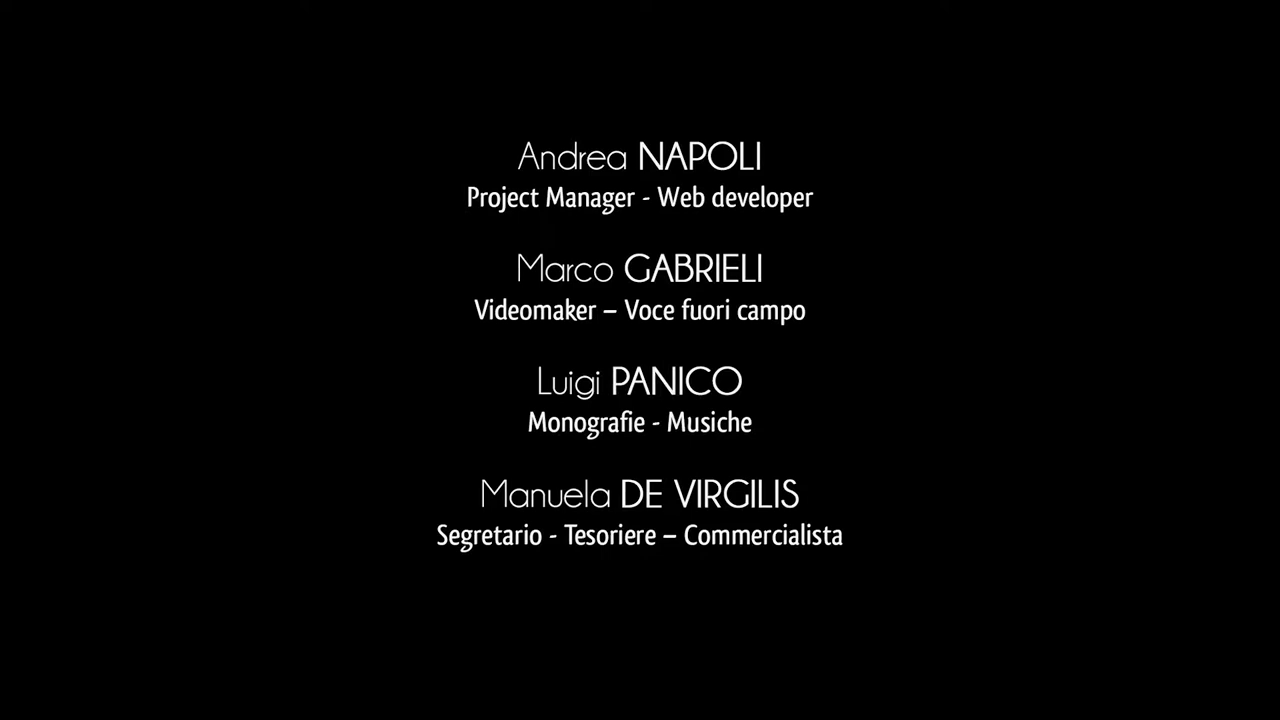 Andrea NAPOLI
Project Manager - Web developer
Marco GABRIELI
Videomaker – Voce fuori campo
Luigi PANICO
Monografie - Musiche
Manuela DE VIRGILIS
Segretario - Tesoriere – Commercialista